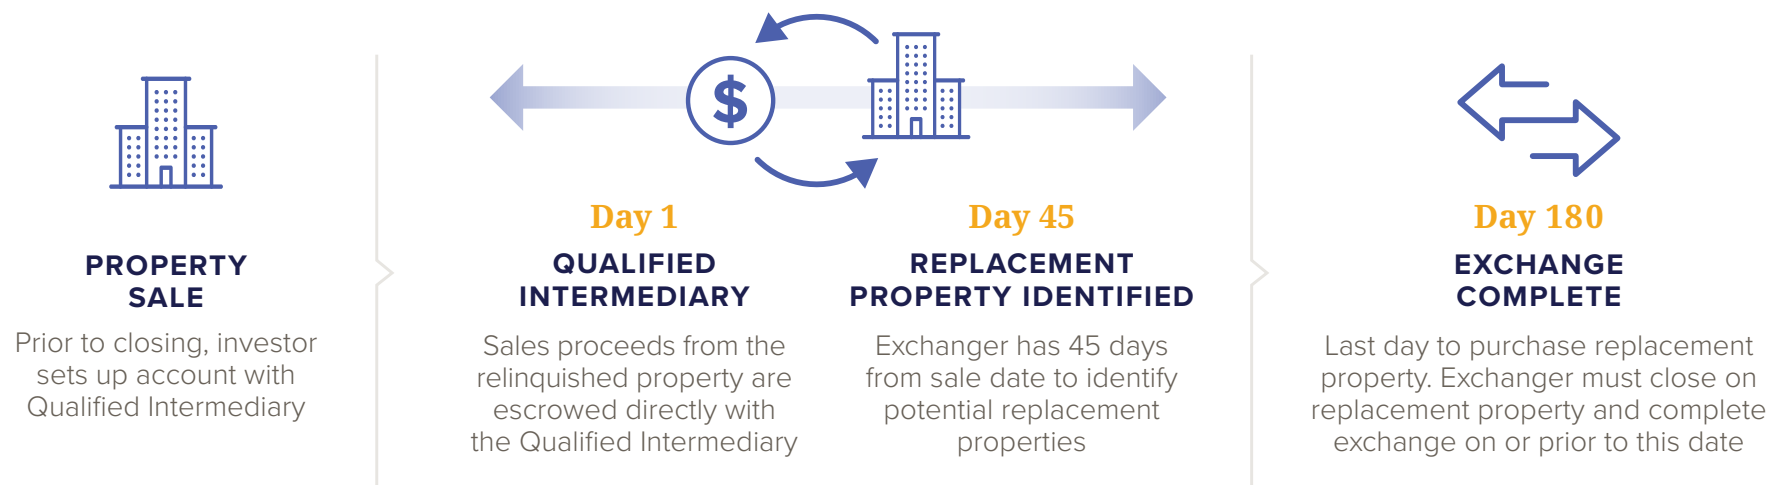 PROPERTY
SALE
Prior to closing, investor
sets up account with
Qualified Intermediary
$
Day 1
QUALIFIED
INTERMEDIARY
Sales proceeds from the
relinquished property are
escrowed directly with
the Qualified Intermediary
Day 45
REPLACEMENT
PROPERTY IDENTIFIED
Exchanger has 45 days
from sale date to identify
potential replacement
properties
Day 180
EXCHANGE
COMPLETE
Last day to purchase replacement
property. Exchanger must close on
replacement property and complete
exchange on or prior to this date